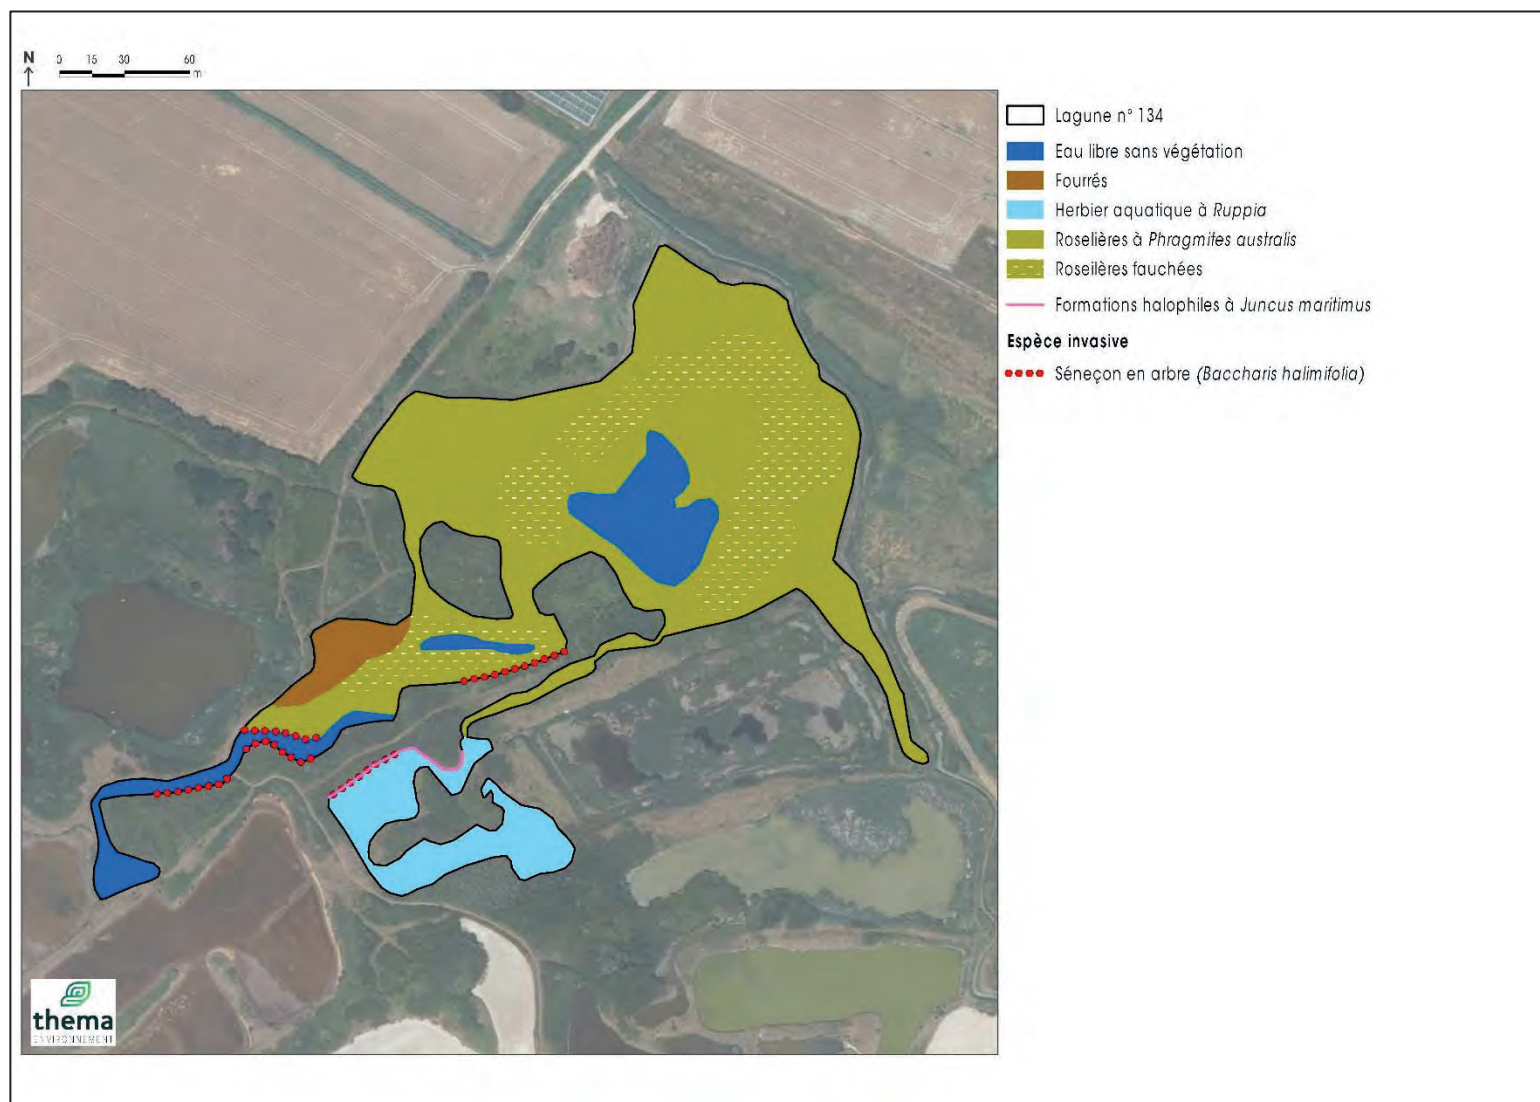 N
0 15 30 60
m
Lagune n° 134
Eau libre sans végétation
Fourrés
Herbier aquatique à Ruppia
Roselières à Phragmites australis
Roseilères fauchées
Formations halophiles à Juncus maritimus
Espèce invasive
Séneçon en arbre (Baccharis halimifolia)
thema
ENVIRONNEMENT